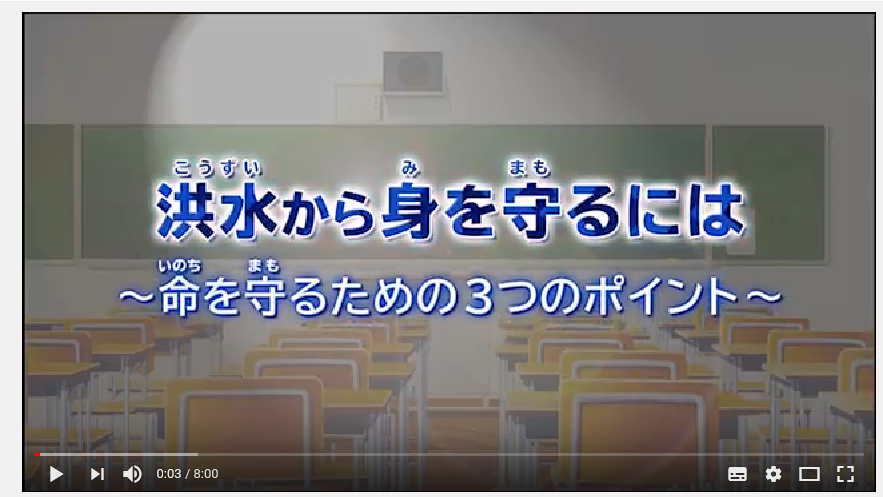 こうずい み まも
洪水から身を守るには
いのち まも
～命を守るための3つのポイント～
0:03 / 8:00